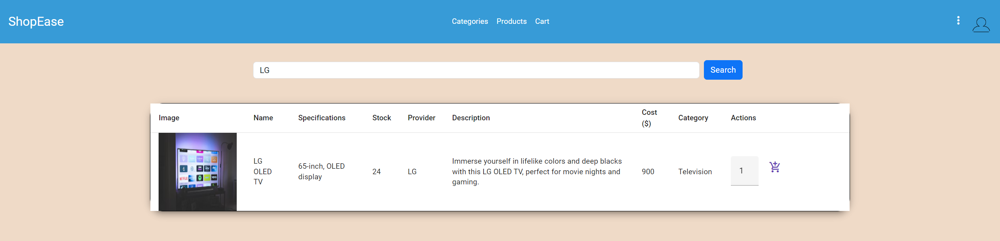 ShopEase
Categories Products Cart
LG
Search
Image Name Specifications Stock Provider Description Cost ($) Category Actions
LG
OLED
TV
65-inch, OLED
display
24
LG
Immerse yourself in lifelike colors and deep blacks
with this LG OLED TV, perfect for movie nights and
gaming.
900
Television
1
NETFLIX
itv